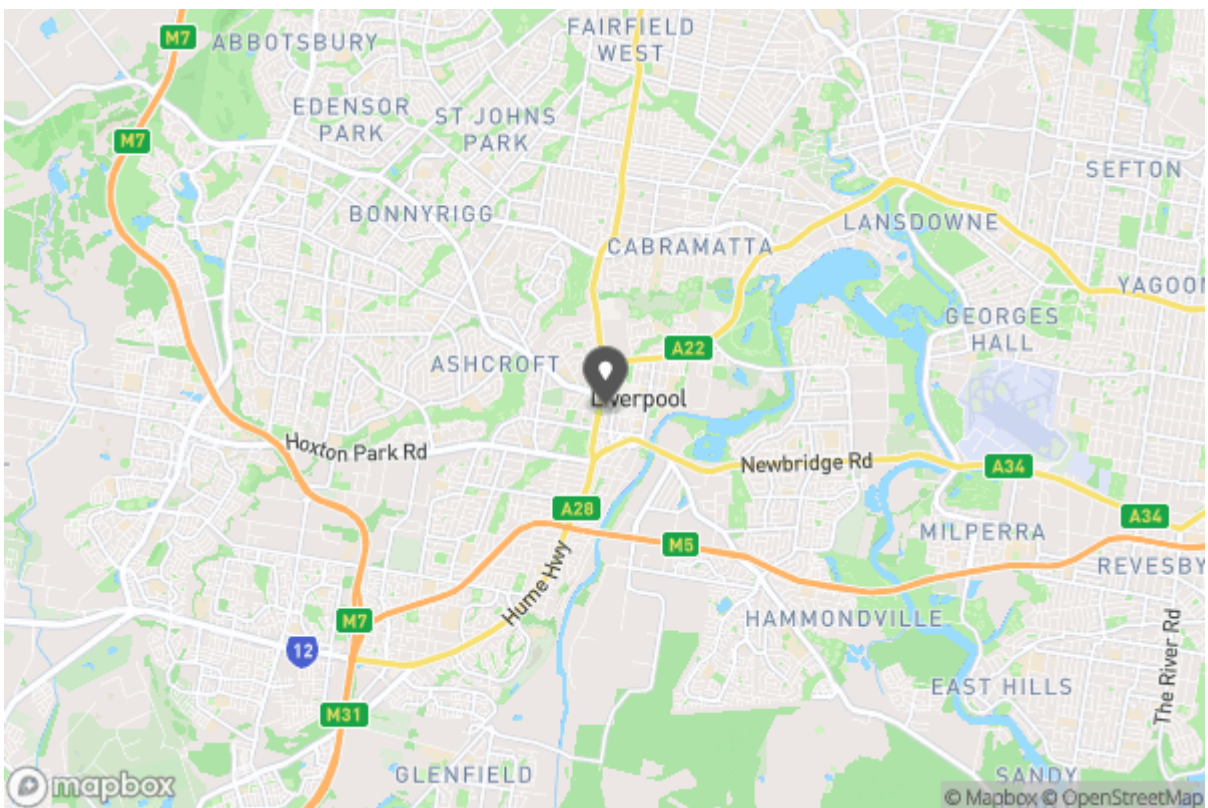 M7
ABBOTSBURY
FAIRFIELD
WEST
M7
EDENSOR
PARK
ST JOHNS
PARK
SEFTON
BONNYRIGG
CABRAMATTA
LANSDOWNE
YAGOON
GEORGES
HALL
A22
ASHCROFT
Liverpool
Hoxton Park Rd
Newbridge Rd
A34
A28
A34
MILPERRA
M5
REVESBY
Hume Hwy
M7
HAMMONDVILLE
12
The River Rd
EAST HILLS
M31
GLENFIELD
SANDY
mapbox
© Mapbox © OpenStreetMap